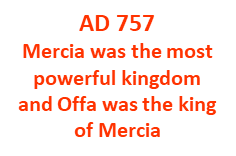 AD 757
Mercia was the most
powerful kingdom
and Offa was the king
of Mercia